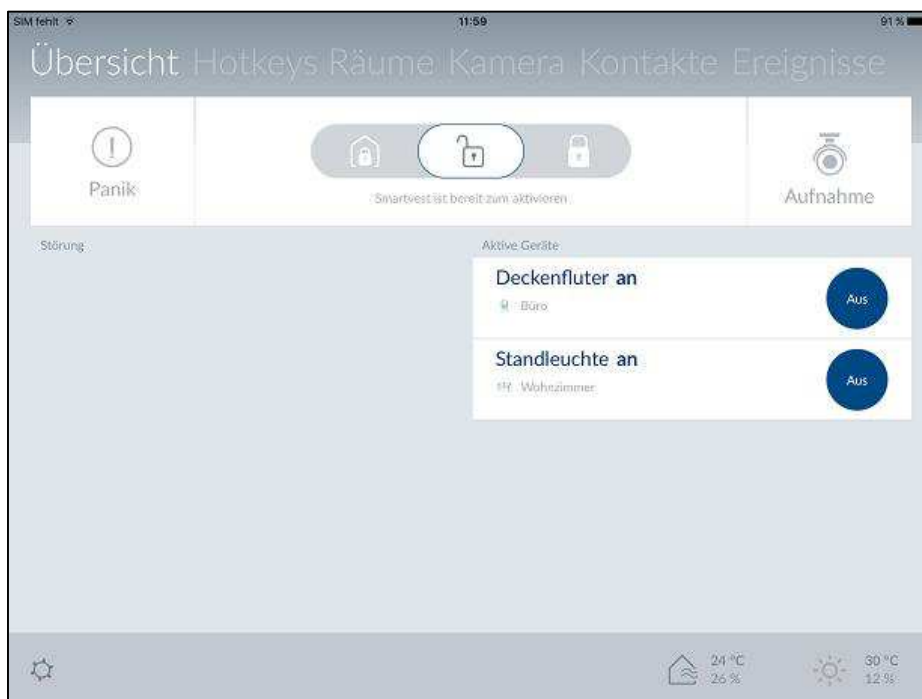 SIM fehlt
11:59
91 %
Übersicht Hotkeys Räume Kamera Kontakte Ereignisse
Panik
Smartvest ist bereit zum aktivieren
Aufnahme
Störung
Aktive Geräte
Deckenfluter an
Büro
Aus
Standleuchte an
Wohnzimmer
Aus
24 °C
26 %
30 °C
12 %